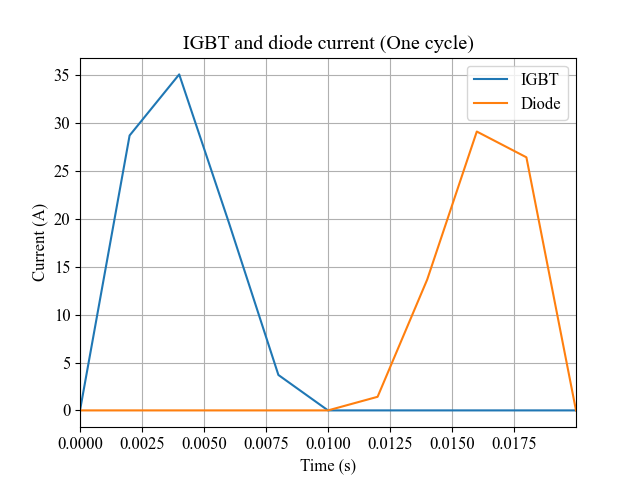 IGBT and diode current (One cycle)
IGBT
Diode
35
30
25
20
15
10
5
0
Current (A)
0.0000 0.0025 0.0050 0.0075 0.0100 0.0125 0.0150 0.0175
Time (s)